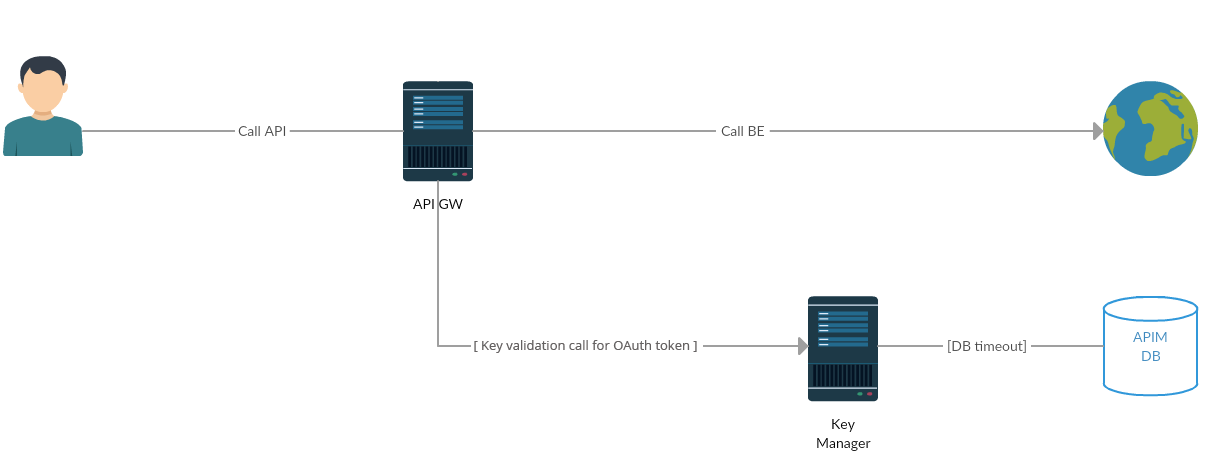 Call API
Call BE
API GW
[ Key validation call for OAuth token ]
[DB timeout]
APIM
DB
Key
Manager